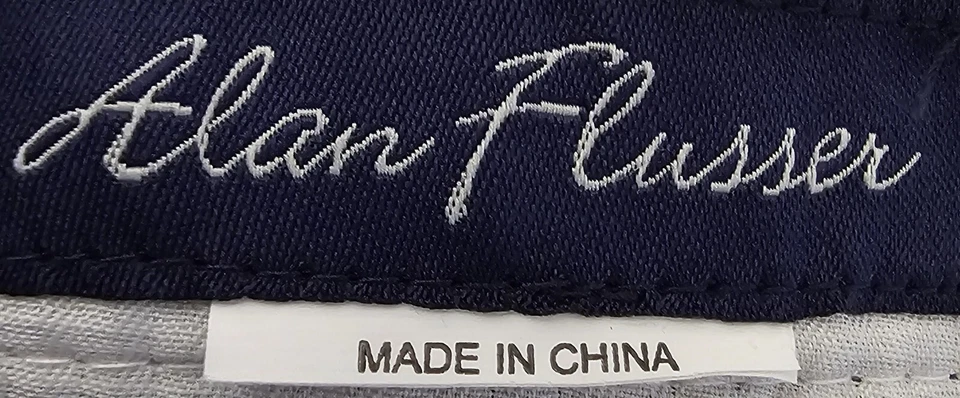 Alan Flusser
MADE IN CHINA